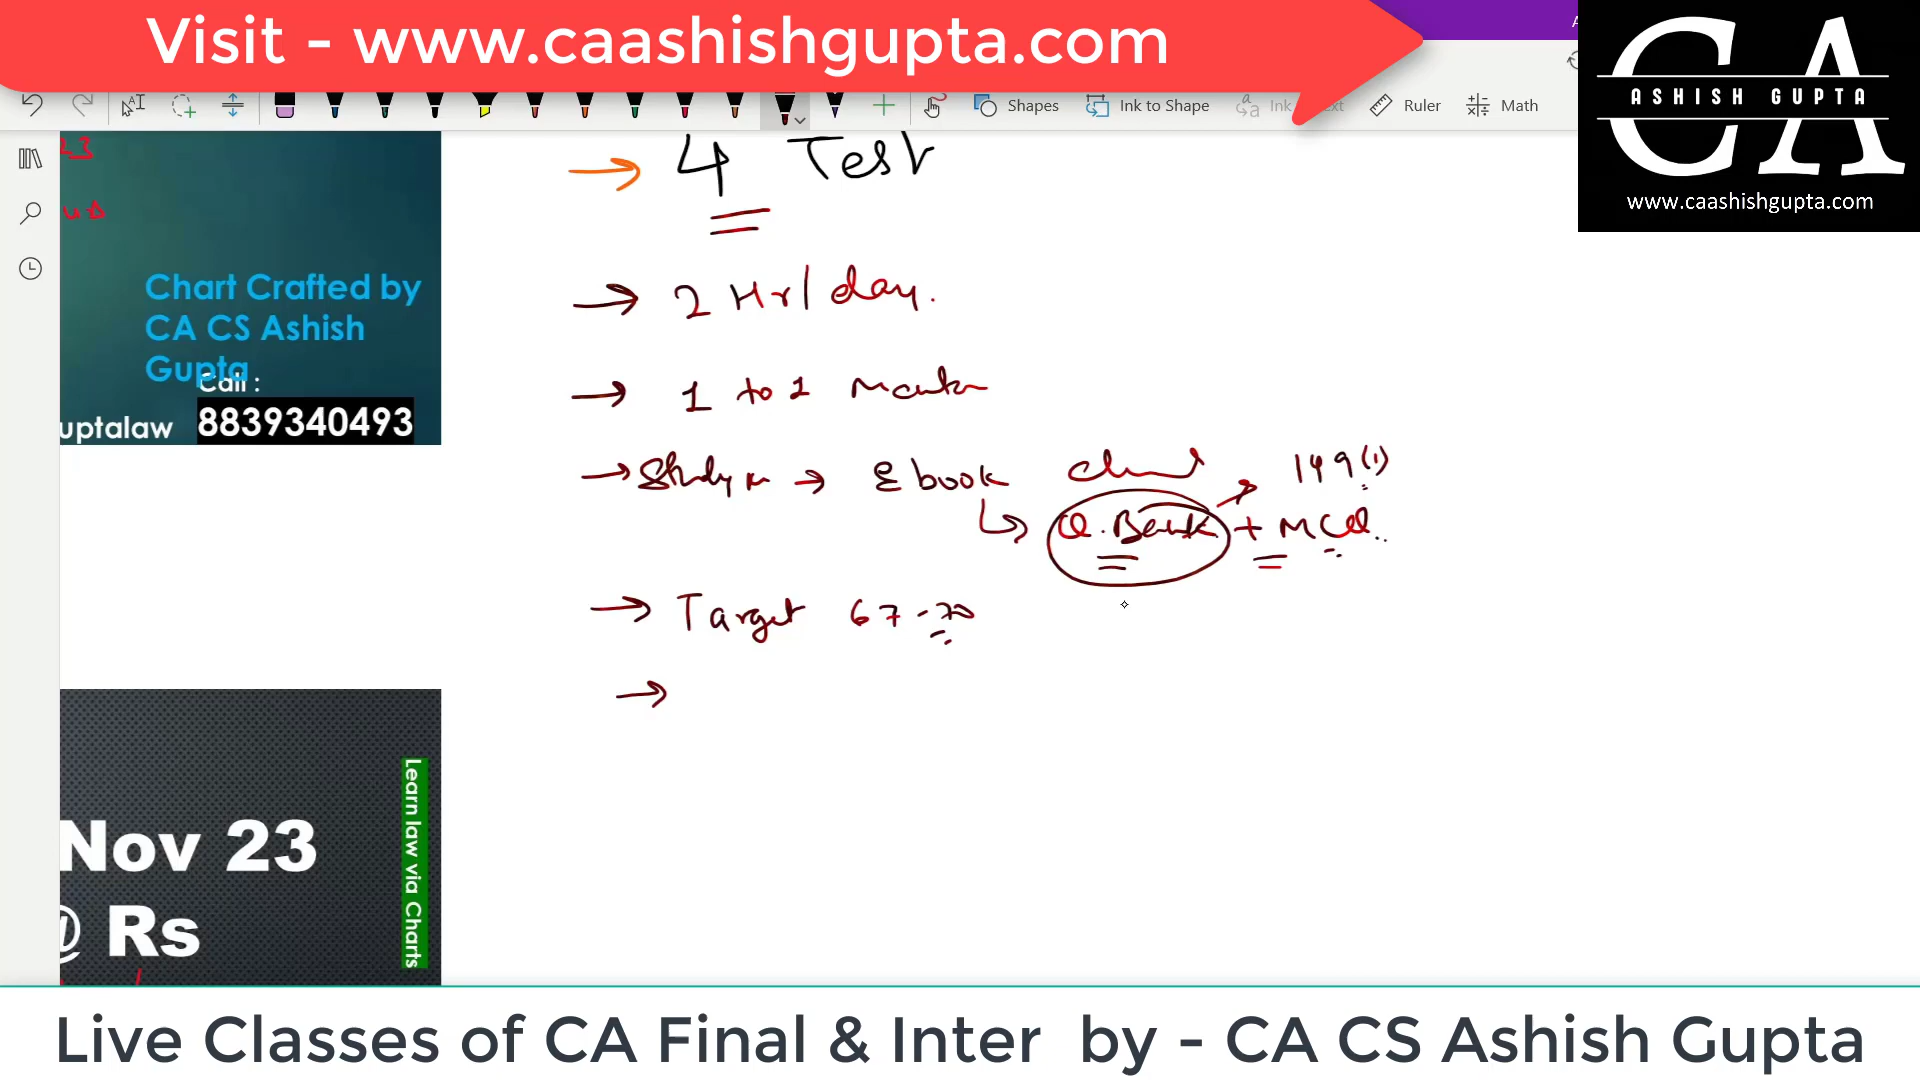 Visit - www.caashishgupta.com
CA
ASHISH GUPTA
www.caashishgupta.com
Shapes
Ink to Shape
Ruler
Math
23
Chart Crafted by
CA CS Ashish
Gupta
Call :
8839340493
uptalaw
→ 4 Test
→ 2 Hr/day.
→ 1 to 1
→ Study m → Ebook
149(1)
↳ Q.Bank + MCQ..
→ Target 67-70
→
Nov 23
@ Rs
Learn law via Charts
Live Classes of CA Final & Inter by - CA CS Ashish Gupta